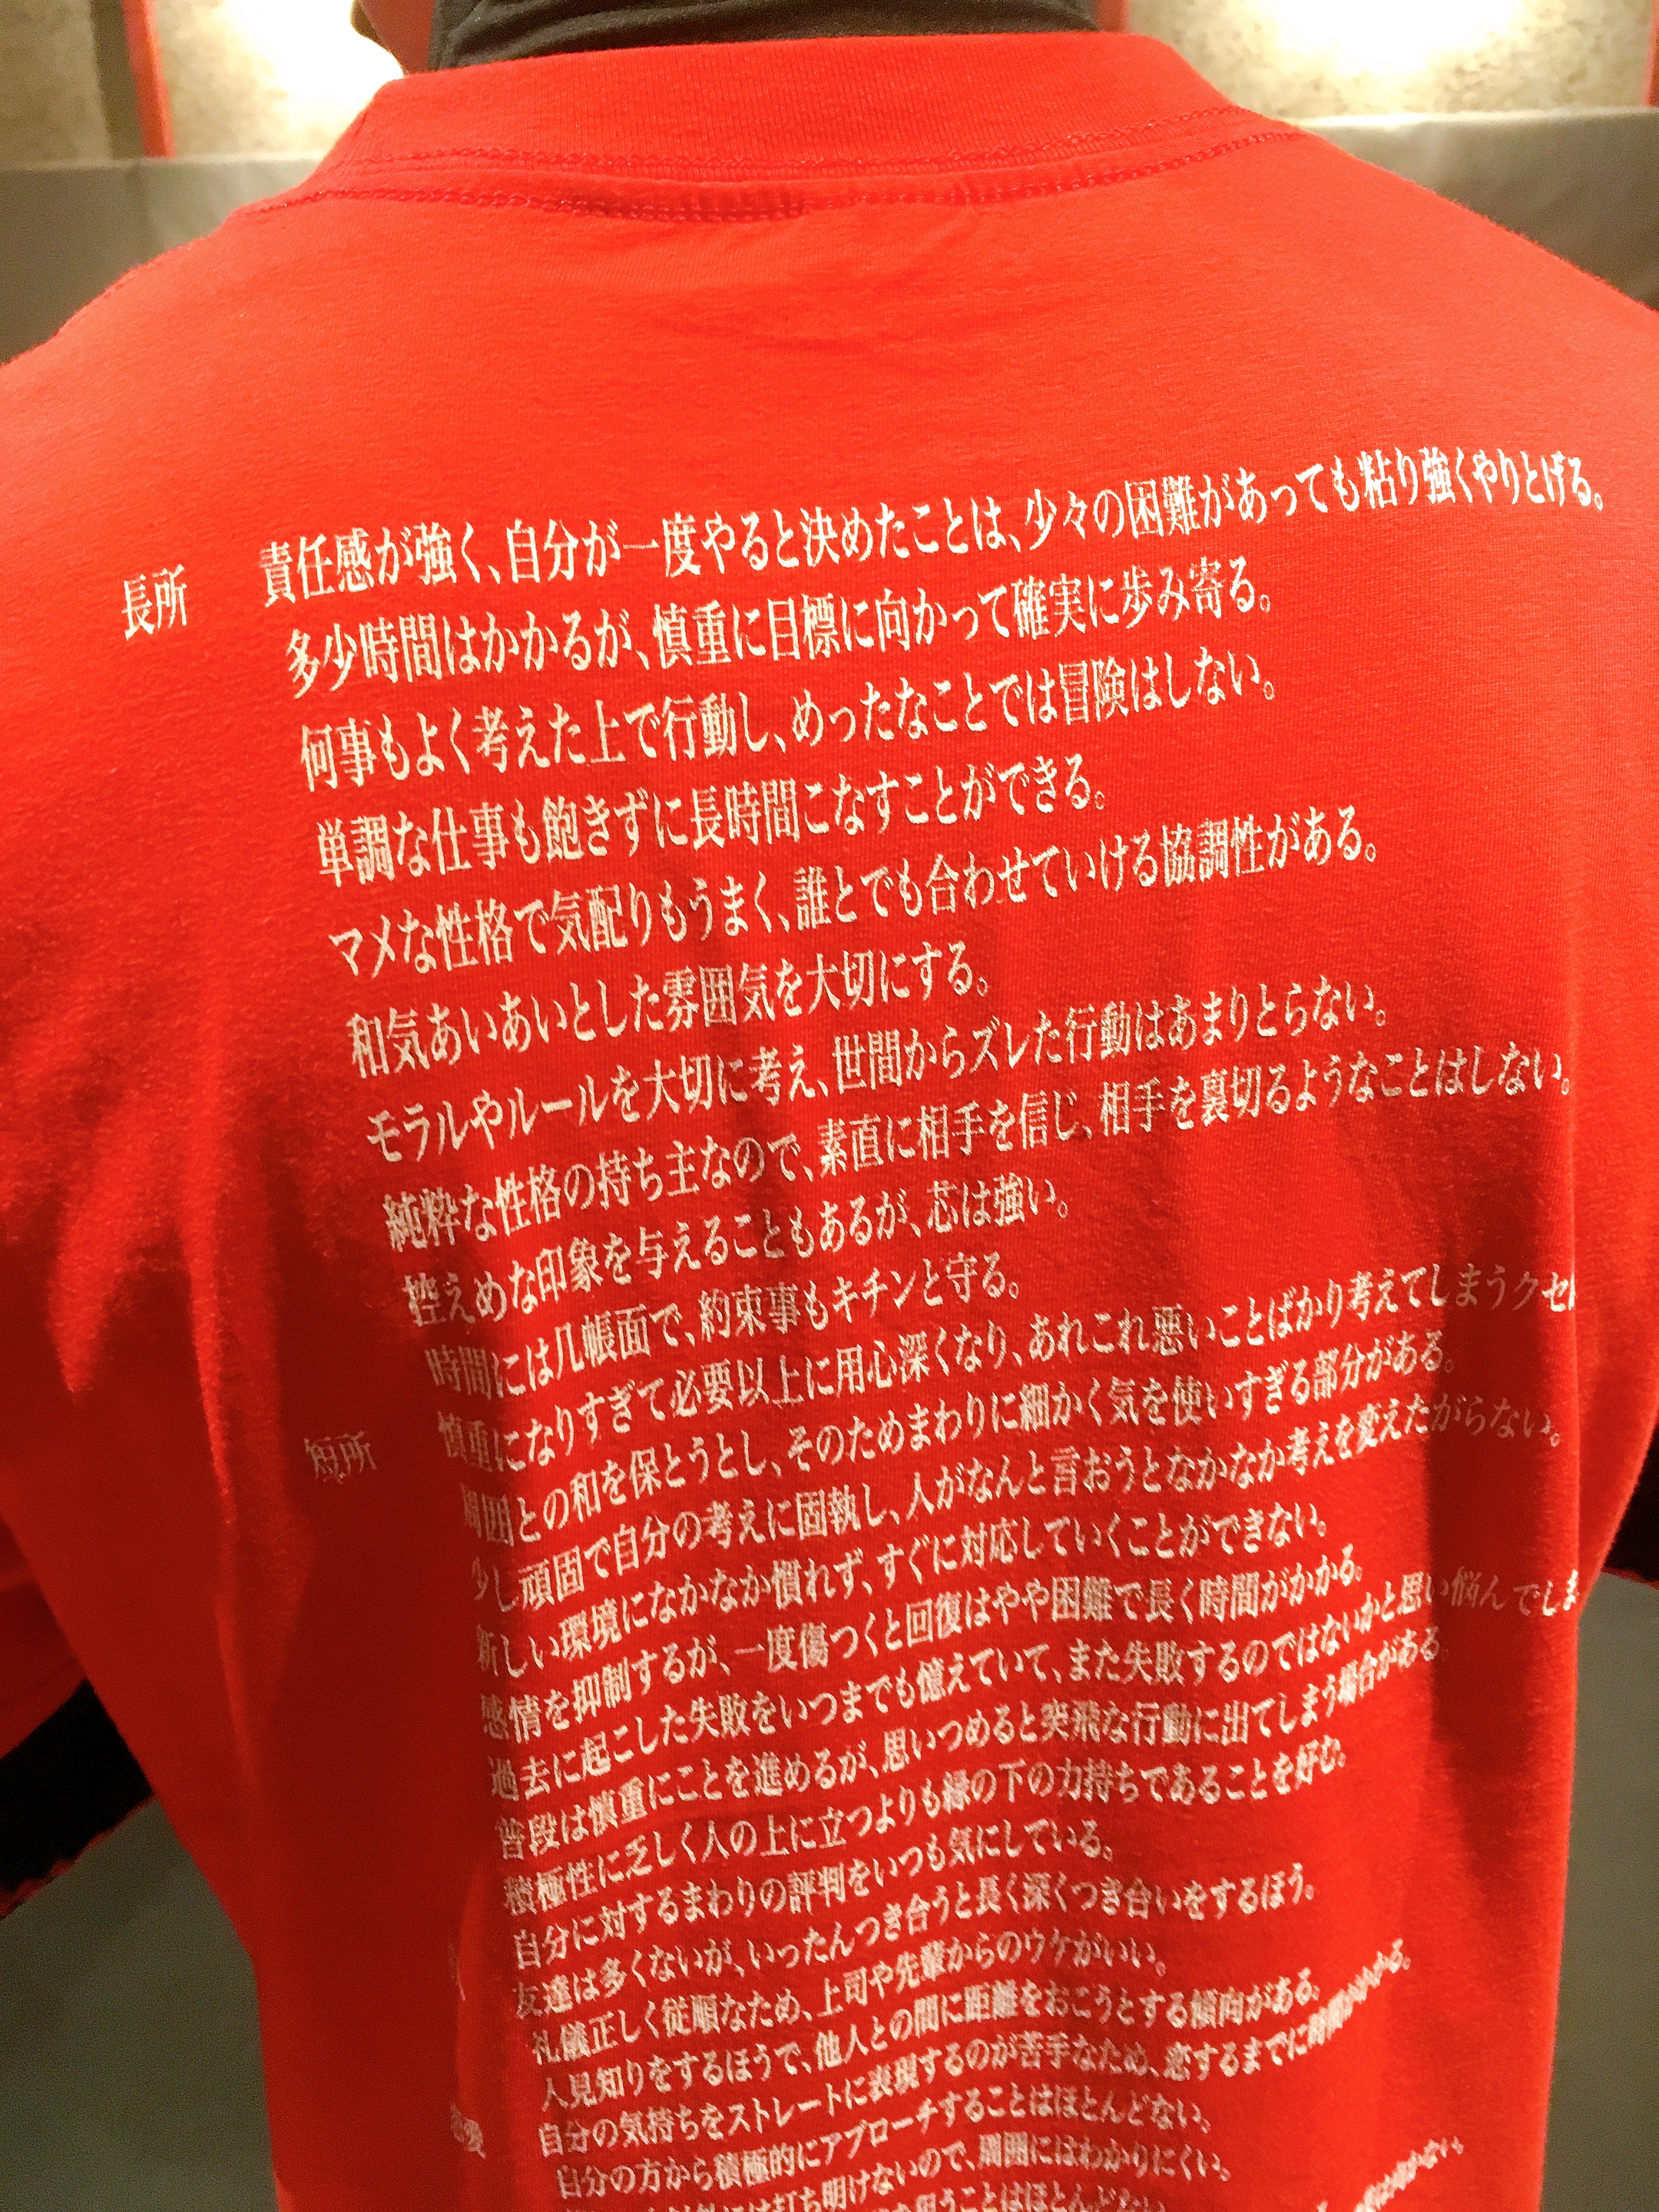 長所 責任感が強く、自分が一度やると決めたことは、少々の困難があっても粘り強くやりとげる。
多少時間はかかるが、慎重に目標に向かって確実に歩み寄る。
何事もよく考えた上で行動し、めったなことでは冒険はしない。
単調な仕事も飽きずに長時間こなすことができる。
マメな性格で気配りもうまく、誰とでも合わせていける協調性がある。
和気あいあいとした雰囲気を大切にする。
モラルやルールを大切に考え、世間からズレた行動はあまりとらない。
純粋な性格の持ち主なので、素直に相手を信じ、相手を裏切るようなことはしない。
控えめな印象を与えることもあるが、芯は強い。
時間には几帳面で、約束事もキチンと守る。
短所 慎重になりすぎて必要以上に用心深くなり、あれこれ悪いことばかり考えてしまうクセ
周囲との和を保とうとし、そのためまわりに細かく気を使いすぎる部分がある。
少し頑固で自分の考えに固執し、人がなんと言おうとなかなか考えを変えたがらない。
新しい環境になかなか慣れず、すぐに対応していくことができない。
感情を抑制するが、一度傷つくと回復はやや困難で長く時間がかかる。
過去に起こした失敗をいつまでも憶えていて、また失敗するのではないかと思い悩んでしま
普段は慎重にことを進めるが、思いつめると突飛な行動に出てしまう場合がある。
積極性に乏しく人の上に立つよりも縁の下の力持ちであることを好む。
自分に対するまわりの評判をいつも気にしている。
友達は多くないが、いったんつき合うと長く深くつき合いをするほう。
礼儀正しく従順なため、上司や先輩からのウケがいい。
人見知りをするほうで、他人との間に距離をおこうとする傾向がある。
自分の気持ちをストレートに表現するのが苦手なため、恋するまでに時間がかかる。
自分の方から積極的にアプローチすることはほとんどない。
打ち明けないので、周囲にはわかりにくい。
ことはほとんどない。